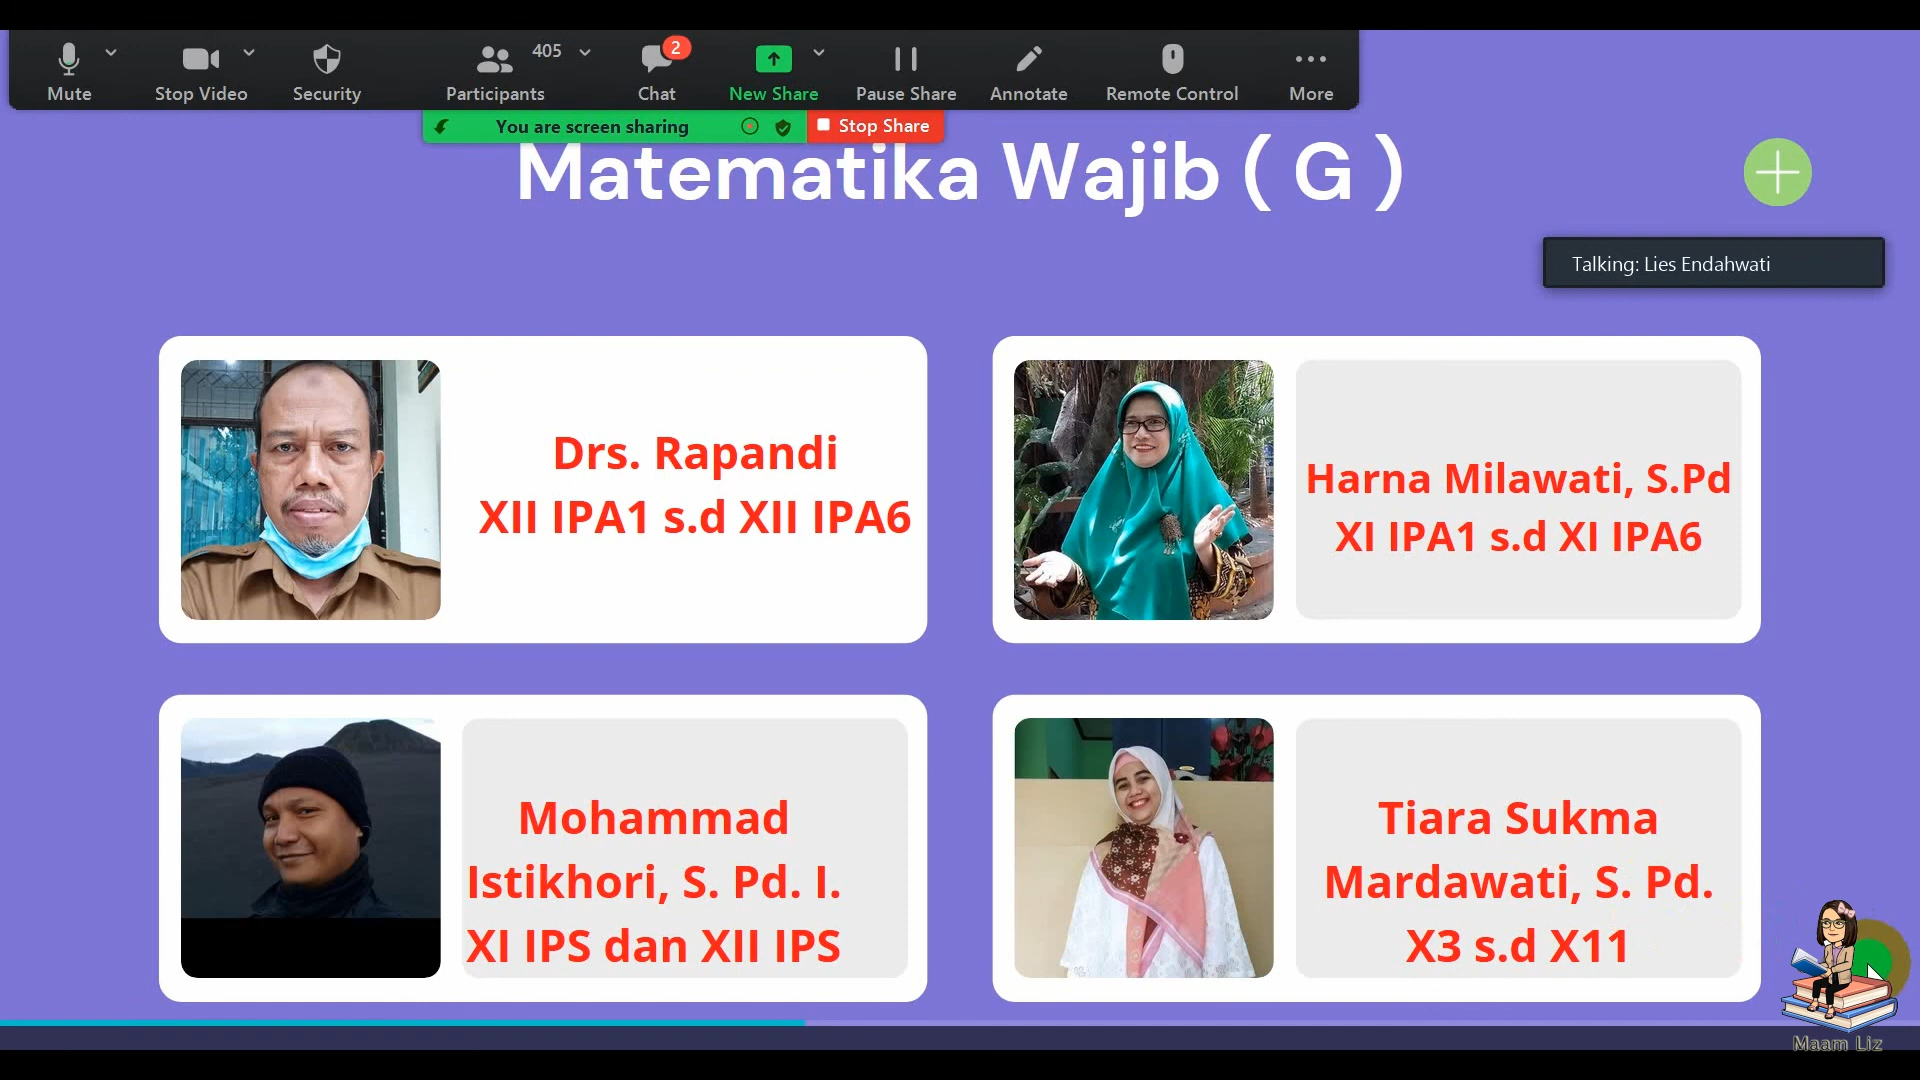 405
2
Mute
Stop Video
Security
Participants
Chat
New Share
Pause Share
Annotate
Remote Control
More
You are screen sharing
Stop Share
Matematika Wajib ( G )
Talking: Lies Endahwati
Drs. Rapandi
XII IPA1 s.d XII IPA6
Harna Milawati, S.Pd
XI IPA1 s.d XI IPA6
Mohammad
Istikhori, S. Pd. I.
XI IPS dan XII IPS
Tiara Sukma
Mardawati, S. Pd.
X3 s.d X11
Maam Liz